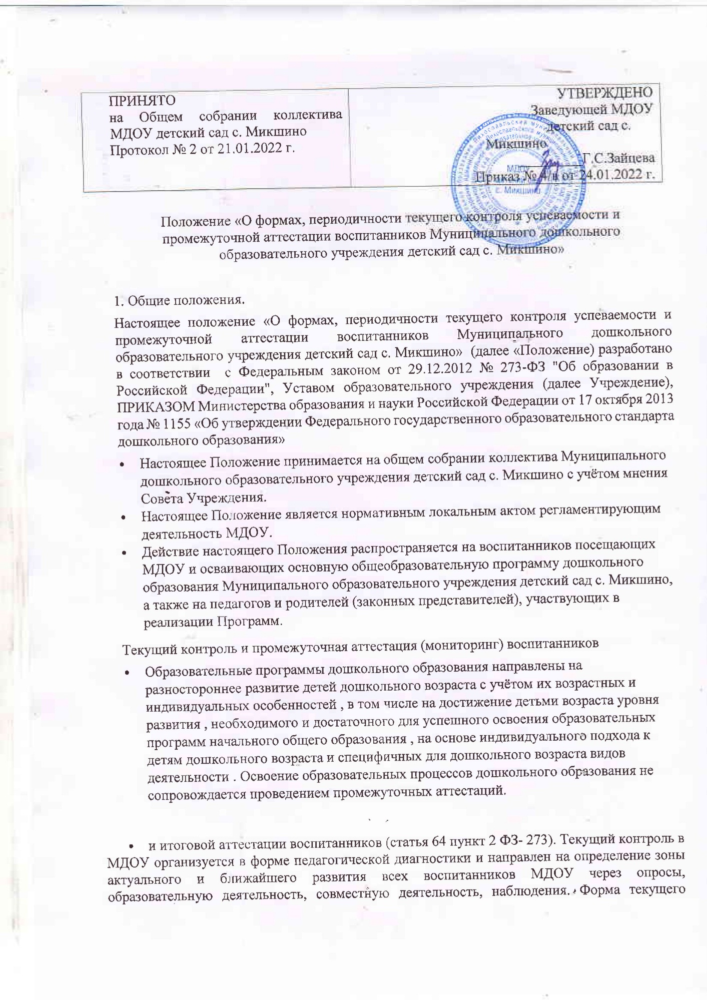 ПРИНЯТО
на Общем собрании коллектива
МДОУ детский сад с. Микшино
Протокол № 2 от 21.01.2022 г.
УТВЕРЖДЕНО
Заведующей МДОУ
детский сад с.
Микшино
Г.С.Зайцева
Приказ № 4/в от 24.01.2022 г.
МДОУ
с. Микшино
Положение «О формах, периодичности текущего контроля успеваемости и
промежуточной аттестации воспитанников Муниципального дошкольного
образовательного учреждения детский сад с. Микшино»
1. Общие положения.
Настоящее положение «О формах, периодичности текущего контроля успеваемости и
промежуточной аттестации воспитанников Муниципального дошкольного
образовательного учреждения детский сад с. Микшино» (далее «Положение) разработано
в соответствии с Федеральным законом от 29.12.2012 № 273-ФЗ "Об образовании в
Российской Федерации", Уставом образовательного учреждения (далее Учреждение),
ПРИКАЗОМ Министерства образования и науки Российской Федерации от 17 октября 2013
года № 1155 «Об утверждении Федерального государственного образовательного стандарта
дошкольного образования»
• Настоящее Положение принимается на общем собрании коллектива Муниципального
дошкольного образовательного учреждения детский сад с. Микшино с учётом мнения
Совета Учреждения.
• Настоящее Положение является нормативным локальным актом регламентирующим
деятельность МДОУ.
• Действие настоящего Положения распространяется на воспитанников посещающих
МДОУ и осваивающих основную общеобразовательную программу дошкольного
образования Муниципального образовательного учреждения детский сад с. Микшино,
а также на педагогов и родителей (законных представителей), участвующих в
реализации Программ.
Текущий контроль и промежуточная аттестация (мониторинг) воспитанников
• Образовательные программы дошкольного образования направлены на
разностороннее развитие детей дошкольного возраста с учётом их возрастных и
индивидуальных особенностей , в том числе на достижение детьми возраста уровня
развития , необходимого и достаточного для успешного освоения образовательных
программ начального общего образования , на основе индивидуального подхода к
детям дошкольного возраста и специфичных для дошкольного возраста видов
деятельности . Освоение образовательных процессов дошкольного образования не
сопровождается проведением промежуточных аттестаций.
• и итоговой аттестации воспитанников (статья 64 пункт 2 ФЗ- 273). Текущий контроль в
МДОУ организуется в форме педагогической диагностики и направлен на определение зоны
актуального и ближайшего развития всех воспитанников МДОУ через опросы,
образовательную деятельность, совместную деятельность, наблюдения. Форма текущего